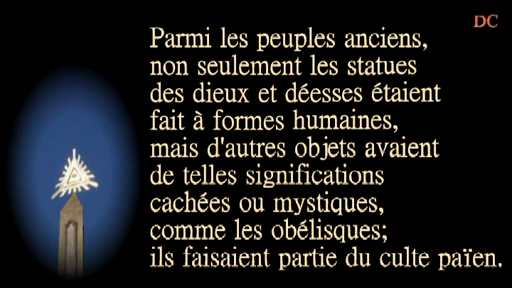 DC
Parmi les peuples anciens,
non seulement les statues
des dieux et déesses étaient
fait à formes humaines,
mais d'autres objets avaient
de telles significations
cachées ou mystiques,
comme les obélisques;
ils faisaient partie du culte païen.